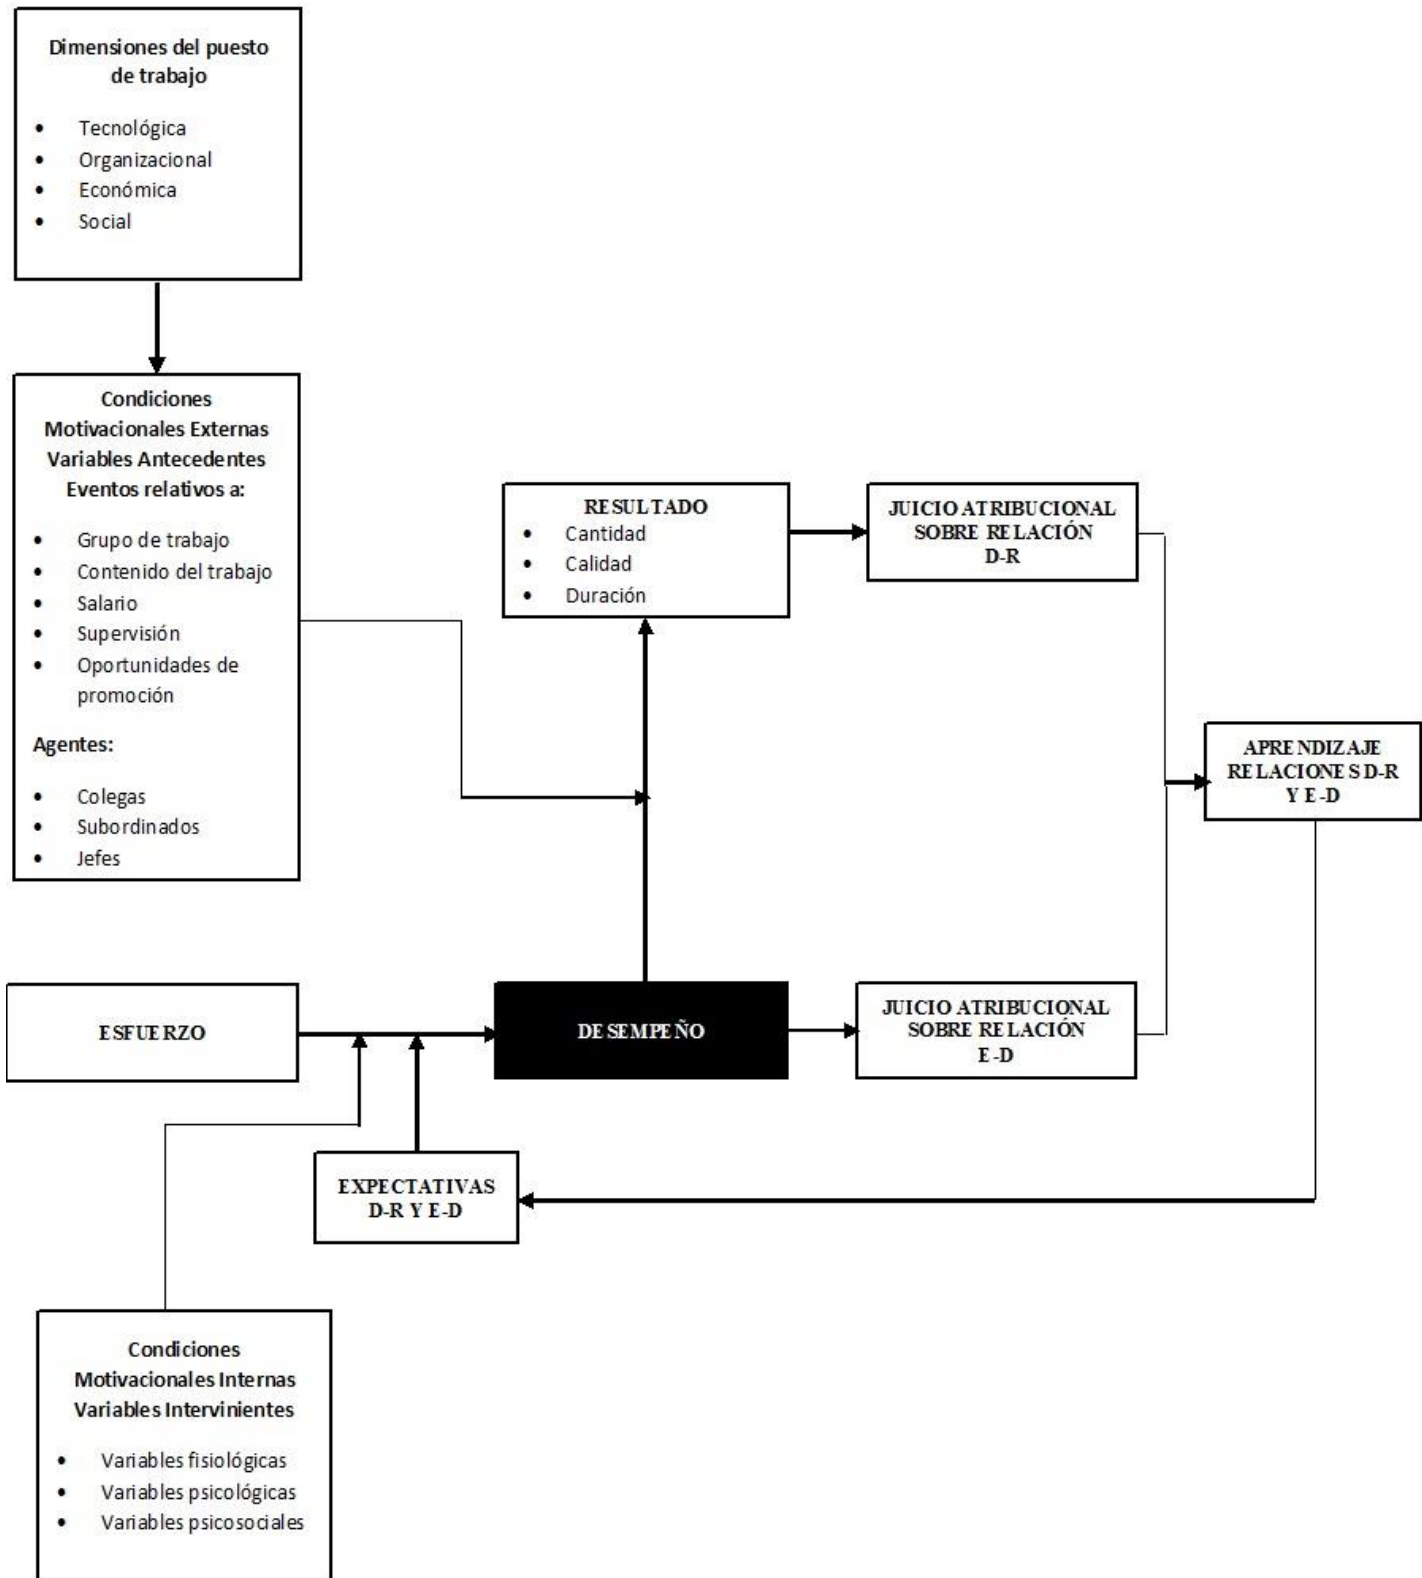 Dimensiones del puesto
de trabajo
• Tecnológica
• Organizacional
• Económica
• Social
Condiciones
Motivacionales Externas
Variables Antecedentes
Eventos relativos a:
• Grupo de trabajo
• Contenido del trabajo
• Salario
• Supervisión
• Oportunidades de
promoción
Agentes:
• Colegas
• Subordinados
• Jefes
RESULTADO
• Cantidad
• Calidad
• Duración
JUICIO ATRIBUCIONAL
SOBRE RELACIÓN
D-R
APRENDIZAJE
RELACIONES D-R
Y E-D
ESFUERZO
DESEMPEÑO
JUICIO ATRIBUCIONAL
SOBRE RELACIÓN
E-D
EXPECTATIVAS
D-R Y E-D
Condiciones
Motivacionales Internas
Variables Intervinientes
• Variables fisiológicas
• Variables psicológicas
• Variables psicosociales